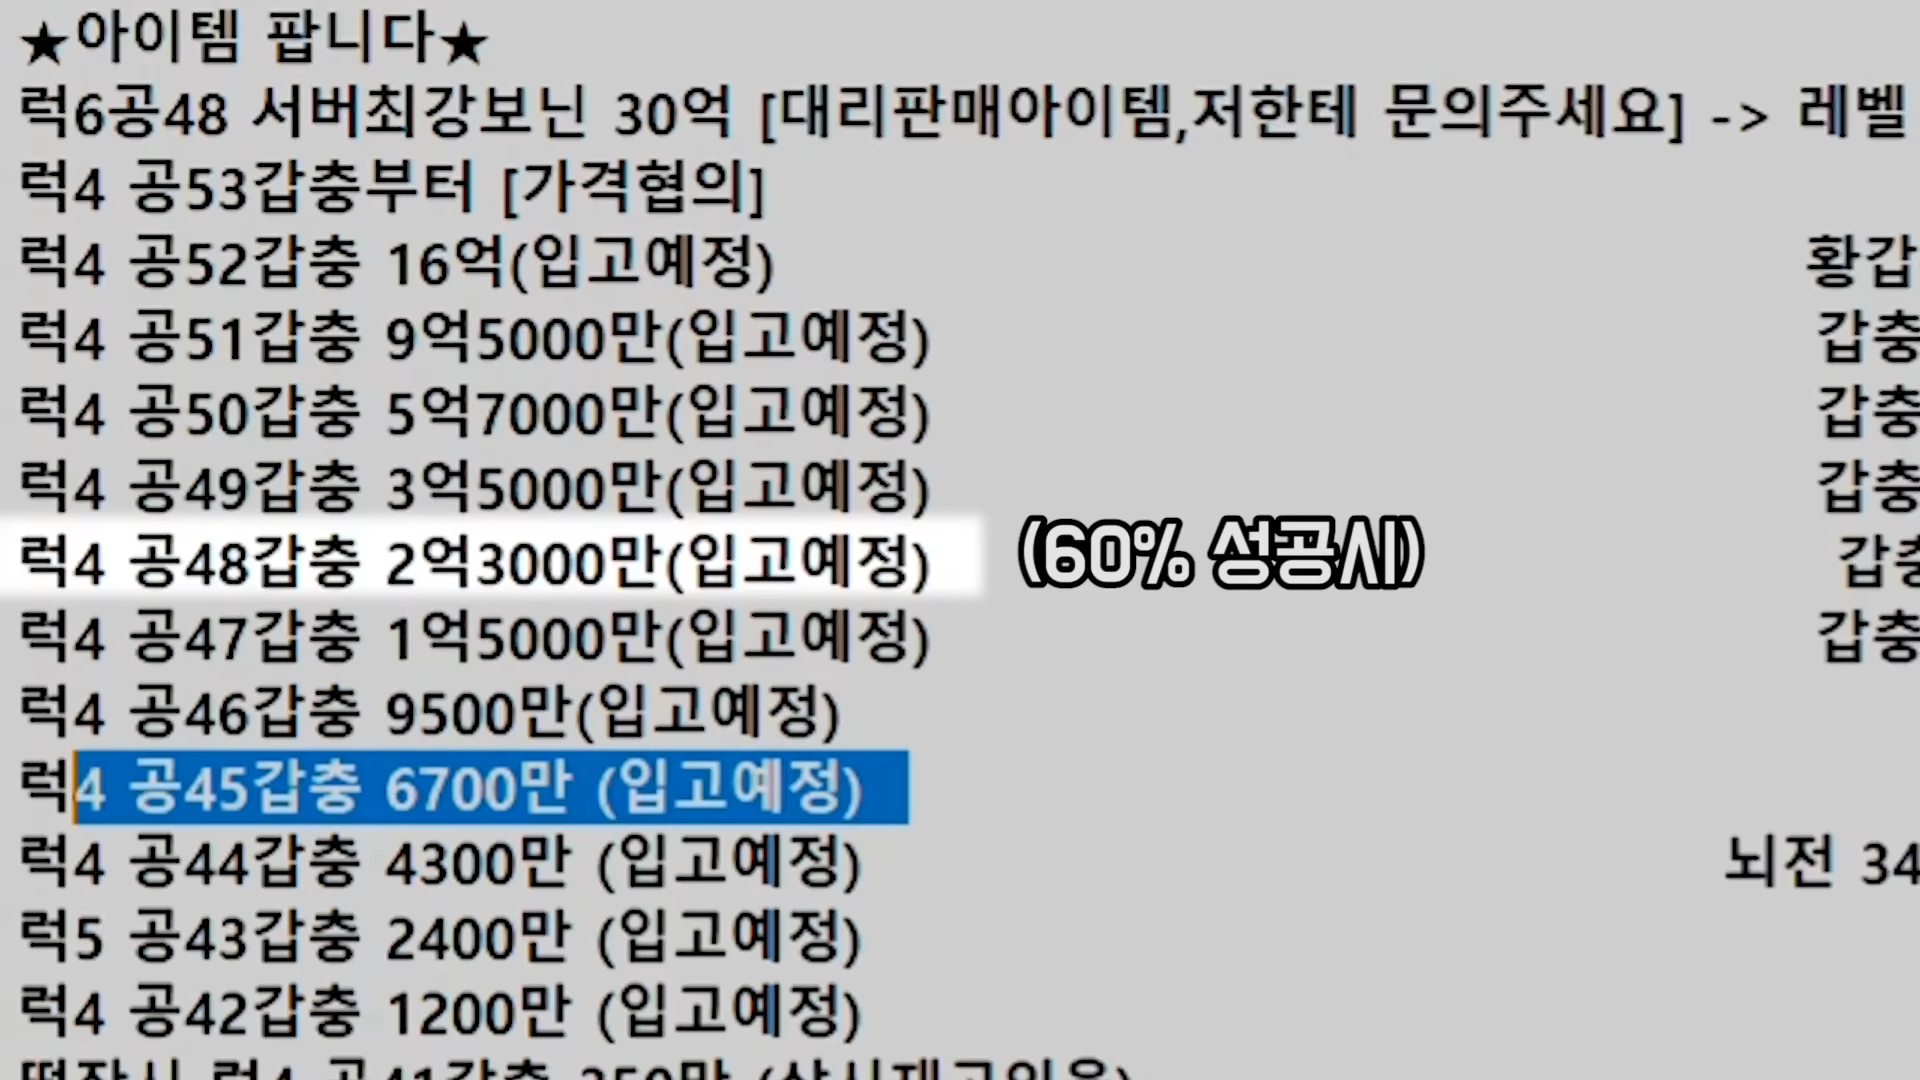 ★아이템 팝니다★
럭6공48 서버최강보닌 30억 [대리판매아이템,저한테 문의주세요] -> 레벨
럭4 공53갑충부터 [가격협의]
럭4 공52갑충 16억(입고예정) 황갑
럭4 공51갑충 9억5000만(입고예정) 갑충
럭4 공50갑충 5억7000만(입고예정) 갑충
럭4 공49갑충 3억5000만(입고예정) 갑충
럭4 공48갑충 2억3000만(입고예정) (60% 성공시) 갑충
럭4 공47갑충 1억5000만(입고예정) 갑충
럭4 공46갑충 9500만(입고예정)
럭4 공45갑충 6700만 (입고예정)
럭4 공44갑충 4300만 (입고예정) 뇌전 34
럭5 공43갑충 2400만 (입고예정)
럭4 공42갑충 1200만 (입고예정)
럭4 공41갑충